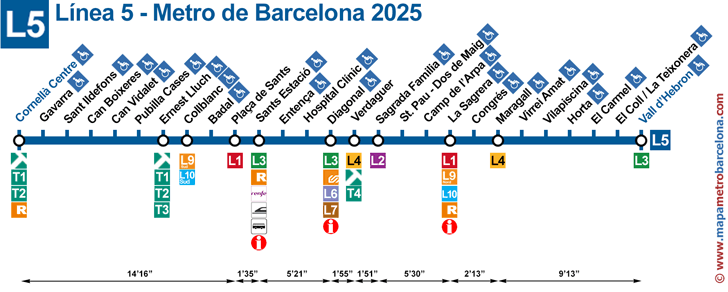 L5 Línea 5 - Metro de Barcelona 2025
Cornellà Centre
Gavarra
Sant Ildefons
Can Boixeres
Can Vidalet
Pubilla Cases
Ernest Lluch
Collblanc
Badal
Plaça de Sants
Sants Estació
Entença
Hospital Clínic
Diagonal
Verdaguer
Sagrada Família
St. Pau - Dos de Maig
Camp de l'Arpa
La Sagrera
Congrés
Maragall
Virrei Amat
Vilapiscina
Horta
El Carmel
El Coll / La Teixonera
Vall d'Hebron
L5
T1
T2
R
T1
T2
T3
L9
Sud
L10
Sud
L1
L3
R
renfe
i
L3
L6
L7
i
L4
T4
L2
L1
L9
L10
R
i
L4
L3
14'16"
1'35"
5'21"
1'55"
1'51"
5'30"
2'13"
9'13"
© www.mapametrobarcelona.com